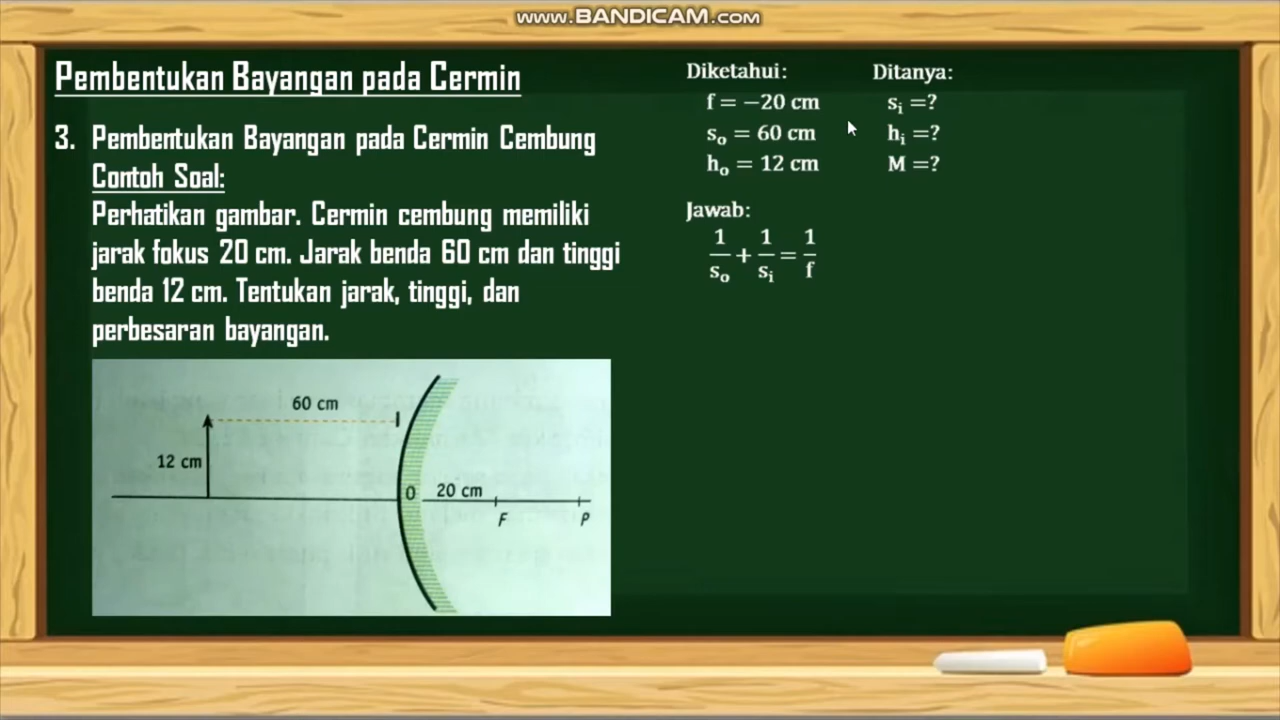 www.BANDICAM.com
Pembentukan Bayangan pada Cermin
3. Pembentukan Bayangan pada Cermin Cembung
Contoh Soal:
Perhatikan gambar. Cermin cembung memiliki
jarak fokus 20 cm. Jarak benda 60 cm dan tinggi
benda 12 cm. Tentukan jarak, tinggi, dan
perbesaran bayangan.
60 cm
12 cm
O 20 cm
F P
Diketahui: Ditanya:
f = −20 cm sᵢ =?
sₒ = 60 cm hᵢ =?
hₒ = 12 cm M =?
Jawab:
1/sₒ + 1/sᵢ = 1/f